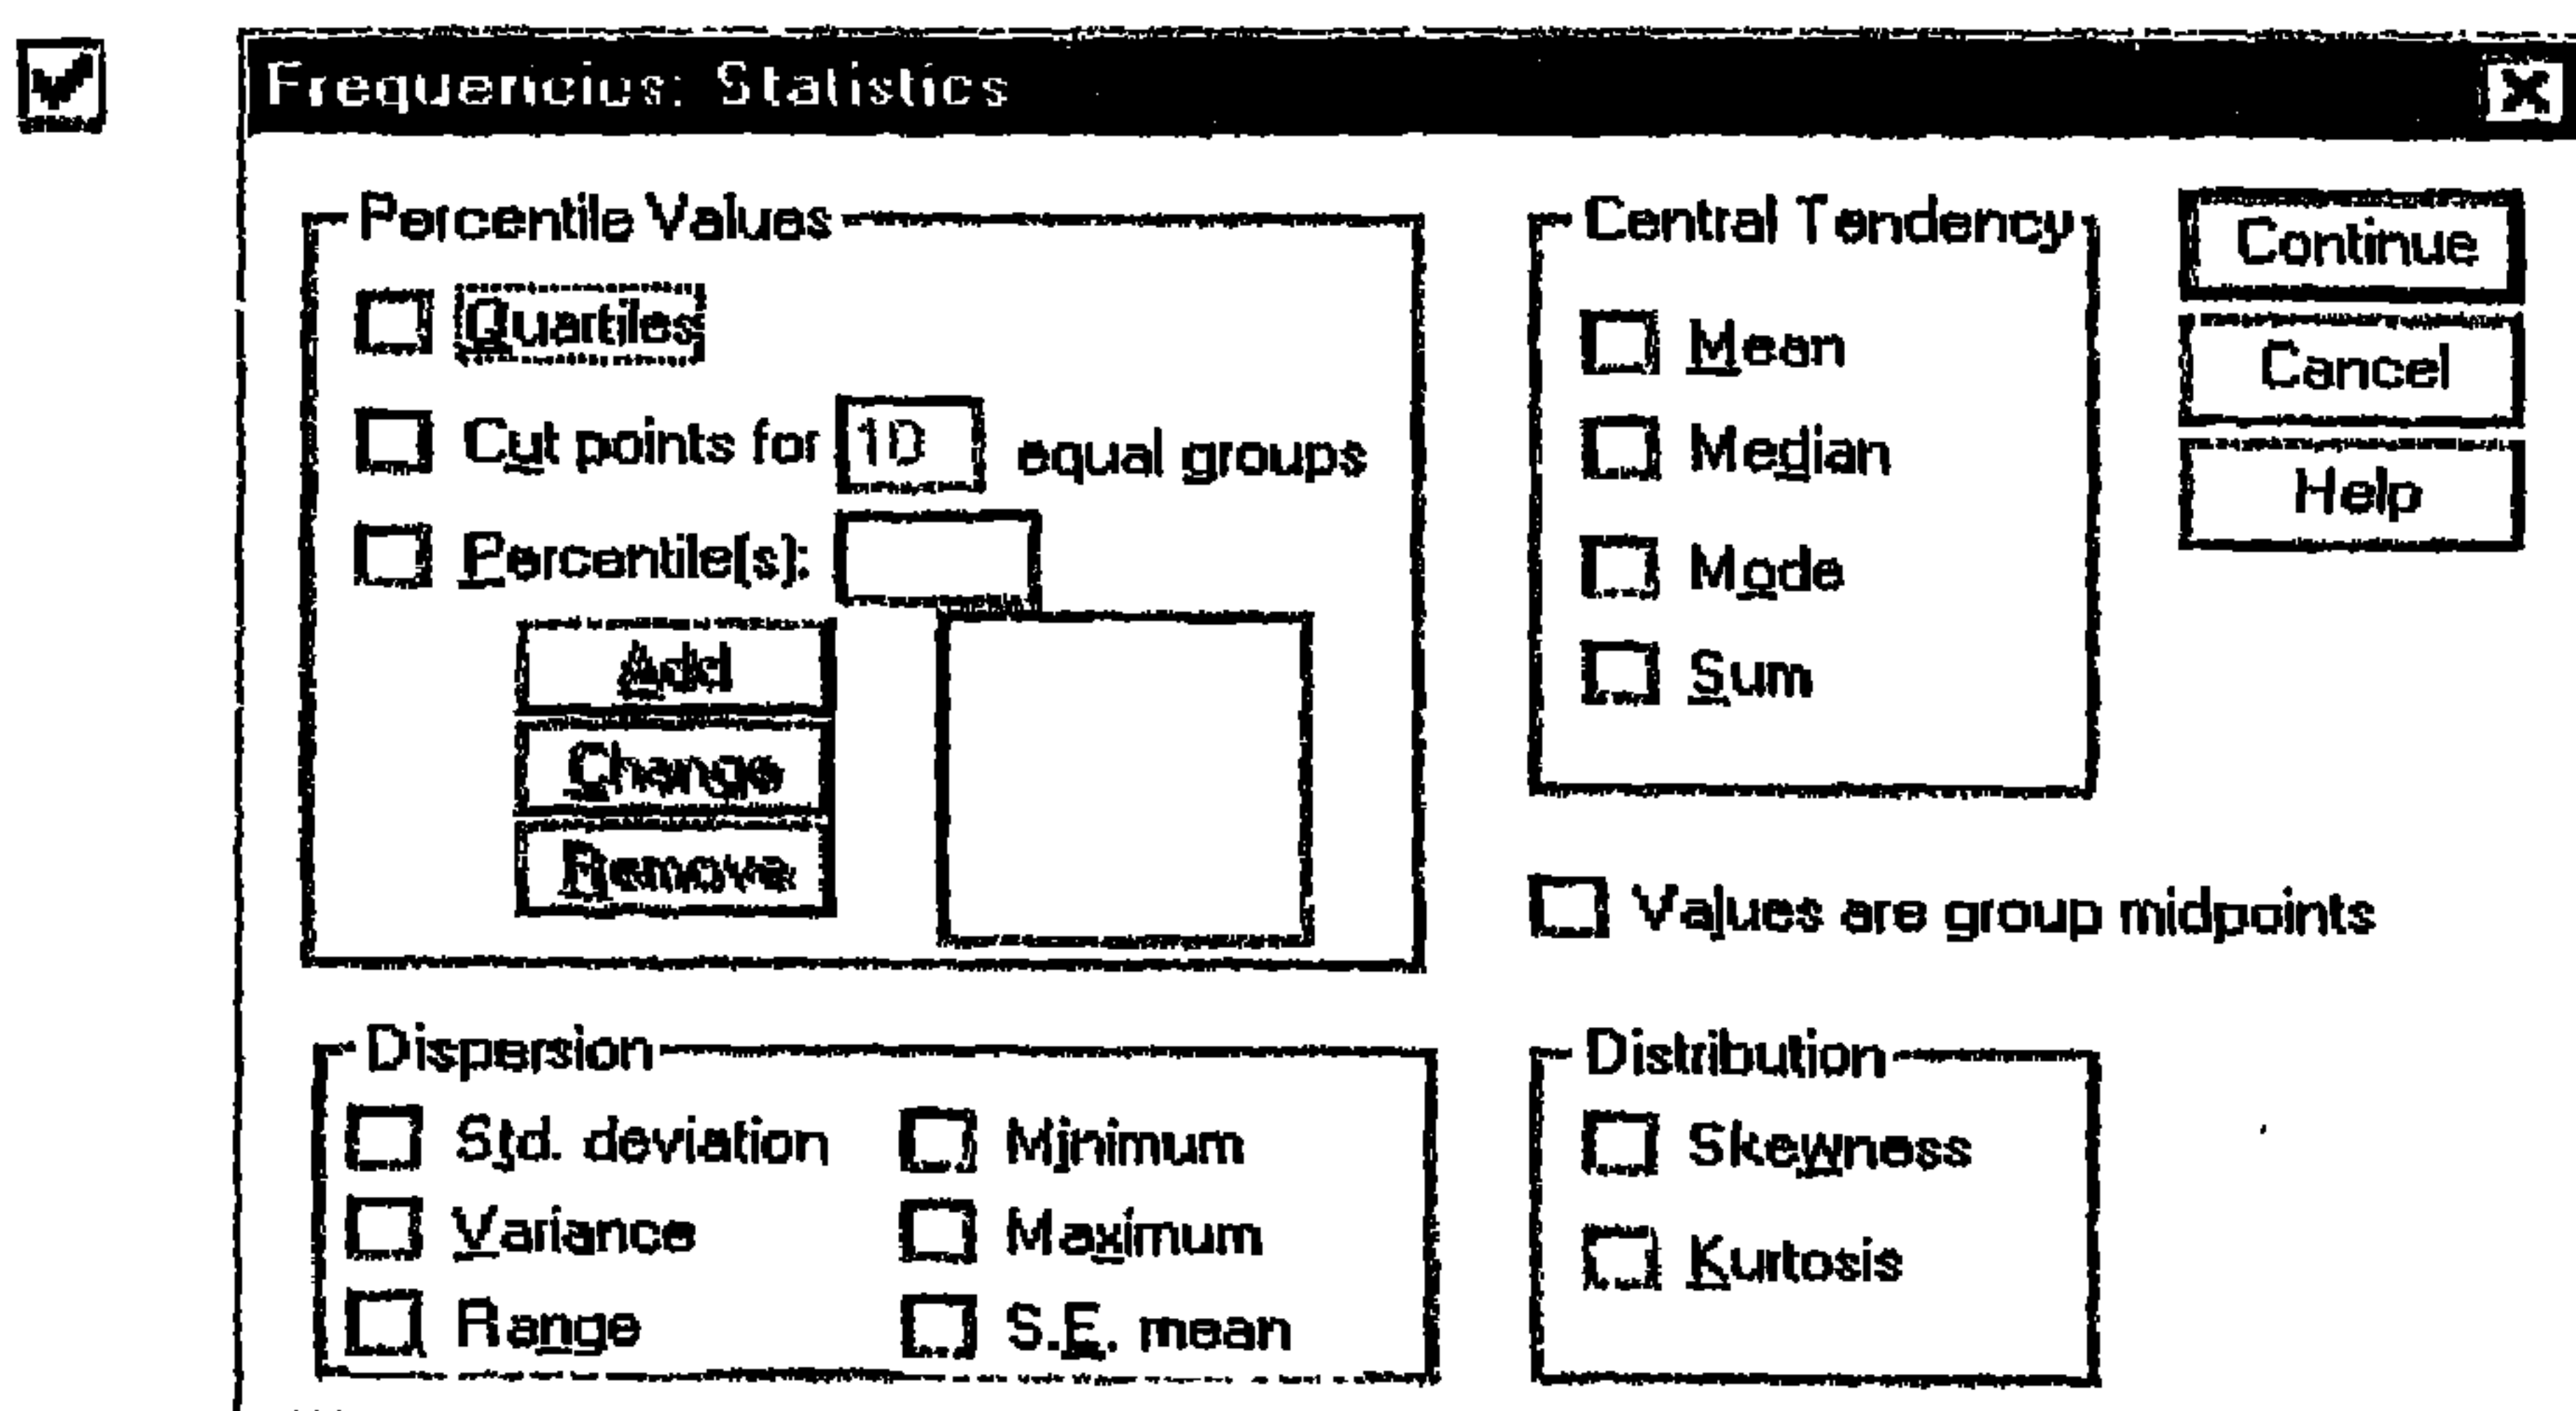 Frequencies: Statistics
Percentile Values
Quartiles
Cut points for 10 equal groups
Percentile(s):
Add
Change
Remove
Central Tendency
Mean
Median
Mode
Sum
Continue
Cancel
Help
Values are group midpoints
Dispersion
Std. deviation
Minimum
Variance
Maximum
Range
S.E. mean
Distribution
Skewness
Kurtosis